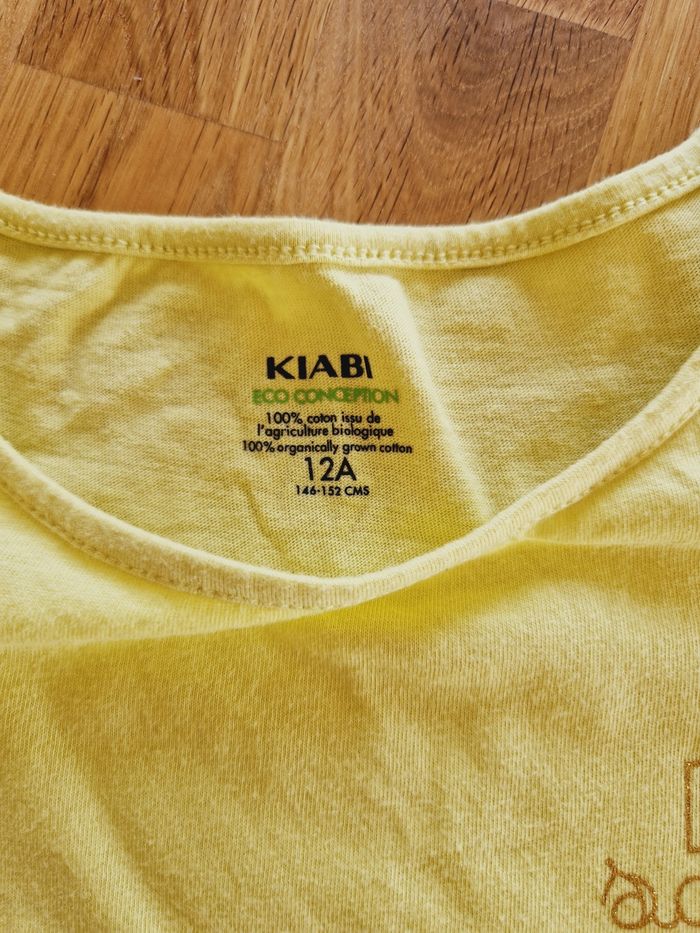 KIABI
ECO CONCEPTION
100% coton issu de
l'agriculture biologique
100% organically grown cotton
12A
146-152 CMS